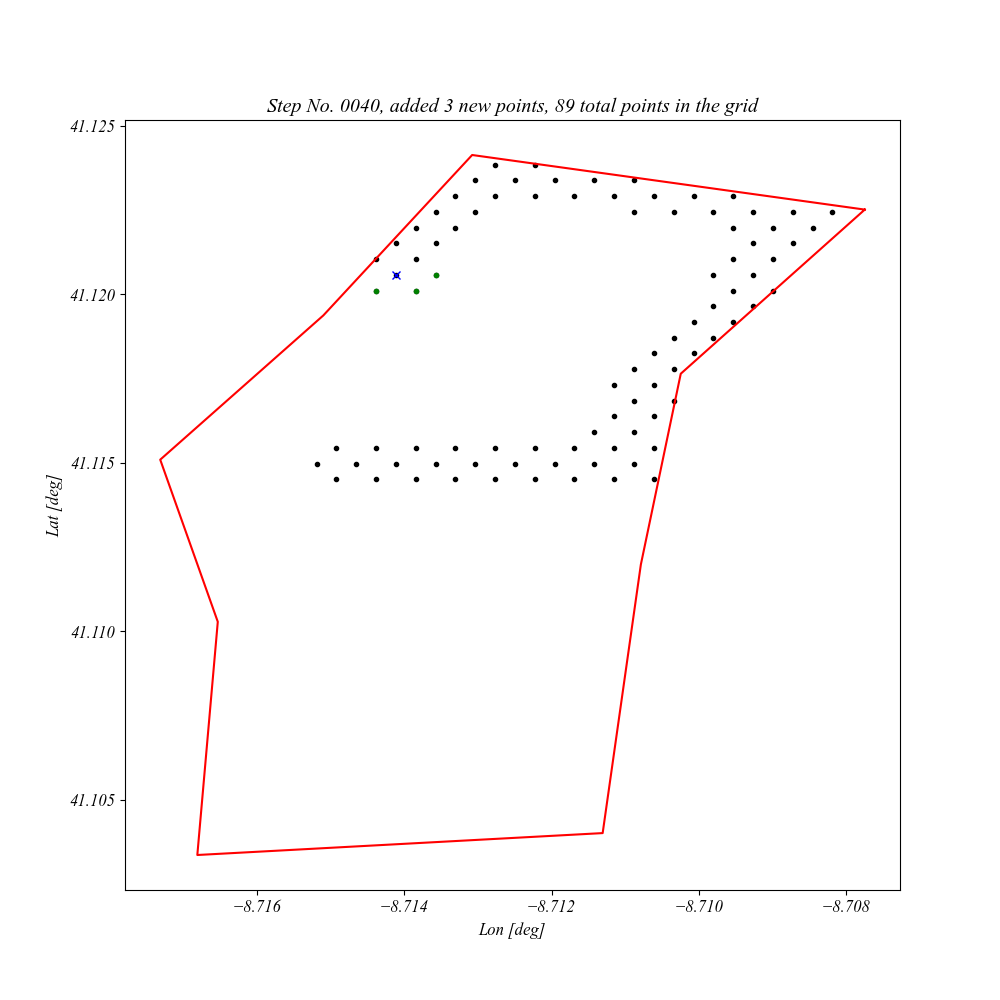 Step No. 0040, added 3 new points, 89 total points in the grid
41.125
41.120
41.115
41.110
41.105
Lat [deg]
−8.716 −8.714 −8.712 −8.710 −8.708
Lon [deg]